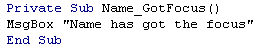 Private Sub Name_GotFocus()
MsgBox "Name has got the focus"
End Sub